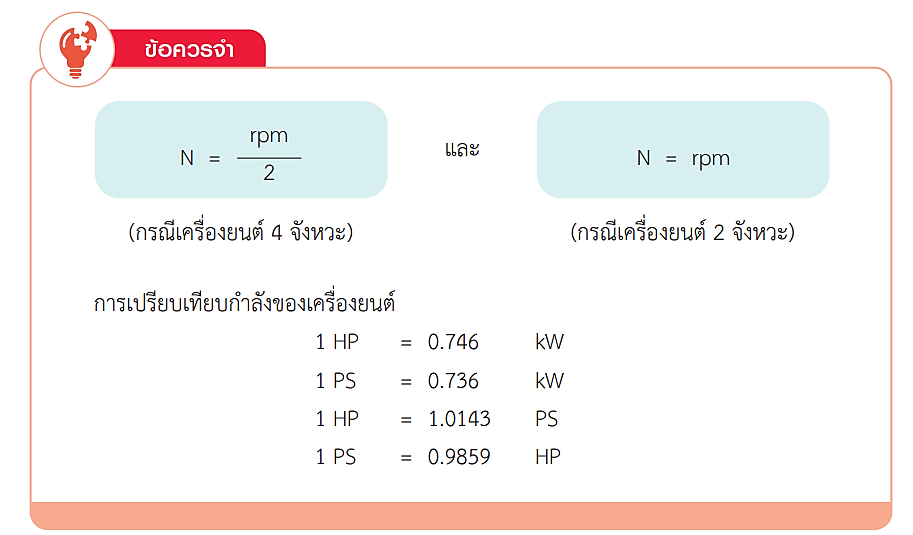 ข้อควรจำ
N = rpm / 2 และ N = rpm
(กรณีเครื่องยนต์ 4 จังหวะ) (กรณีเครื่องยนต์ 2 จังหวะ)
การเปรียบเทียบกำลังของเครื่องยนต์
1 HP = 0.746 kW
1 PS = 0.736 kW
1 HP = 1.0143 PS
1 PS = 0.9859 HP